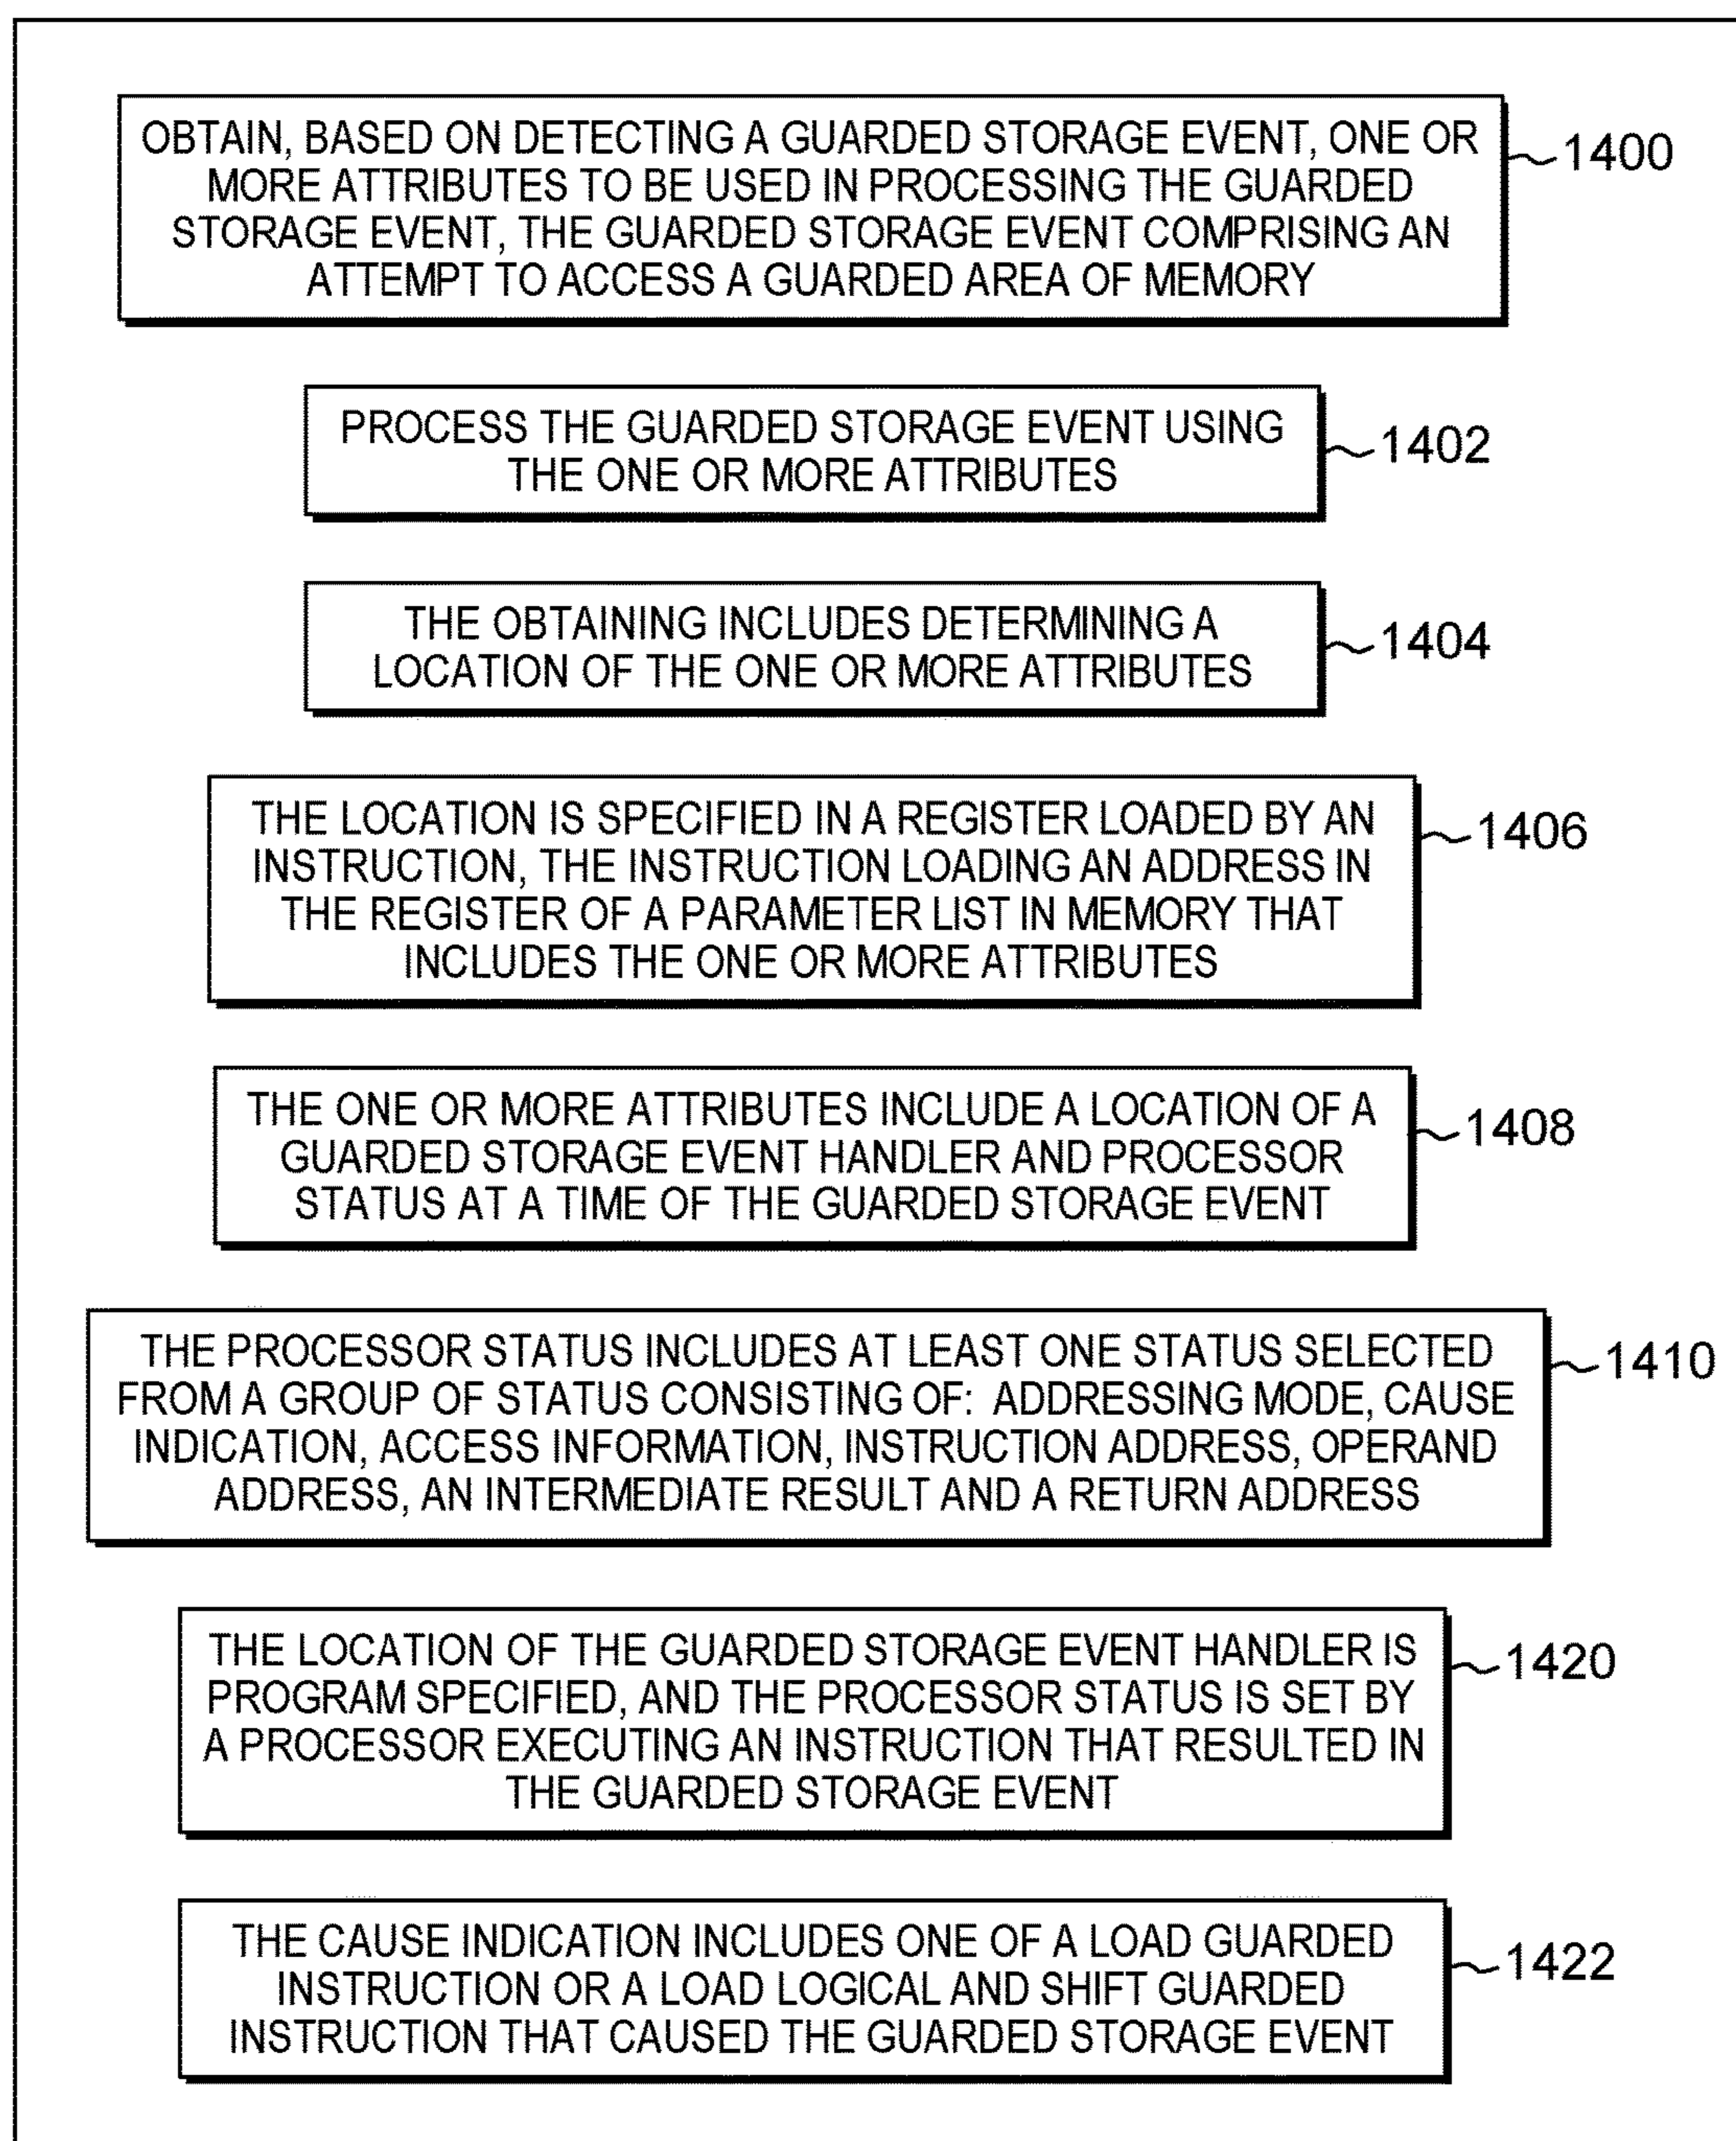 OBTAIN, BASED ON DETECTING A GUARDED STORAGE EVENT, ONE OR
MORE ATTRIBUTES TO BE USED IN PROCESSING THE GUARDED
STORAGE EVENT, THE GUARDED STORAGE EVENT COMPRISING AN
ATTEMPT TO ACCESS A GUARDED AREA OF MEMORY
1400
PROCESS THE GUARDED STORAGE EVENT USING
THE ONE OR MORE ATTRIBUTES
1402
THE OBTAINING INCLUDES DETERMINING A
LOCATION OF THE ONE OR MORE ATTRIBUTES
1404
THE LOCATION IS SPECIFIED IN A REGISTER LOADED BY AN
INSTRUCTION, THE INSTRUCTION LOADING AN ADDRESS IN
THE REGISTER OF A PARAMETER LIST IN MEMORY THAT
INCLUDES THE ONE OR MORE ATTRIBUTES
1406
THE ONE OR MORE ATTRIBUTES INCLUDE A LOCATION OF A
GUARDED STORAGE EVENT HANDLER AND PROCESSOR
STATUS AT A TIME OF THE GUARDED STORAGE EVENT
1408
THE PROCESSOR STATUS INCLUDES AT LEAST ONE STATUS SELECTED
FROM A GROUP OF STATUS CONSISTING OF: ADDRESSING MODE, CAUSE
INDICATION, ACCESS INFORMATION, INSTRUCTION ADDRESS, OPERAND
ADDRESS, AN INTERMEDIATE RESULT AND A RETURN ADDRESS
1410
THE LOCATION OF THE GUARDED STORAGE EVENT HANDLER IS
PROGRAM SPECIFIED, AND THE PROCESSOR STATUS IS SET BY
A PROCESSOR EXECUTING AN INSTRUCTION THAT RESULTED IN
THE GUARDED STORAGE EVENT
1420
THE CAUSE INDICATION INCLUDES ONE OF A LOAD GUARDED
INSTRUCTION OR A LOAD LOGICAL AND SHIFT GUARDED
INSTRUCTION THAT CAUSED THE GUARDED STORAGE EVENT
1422